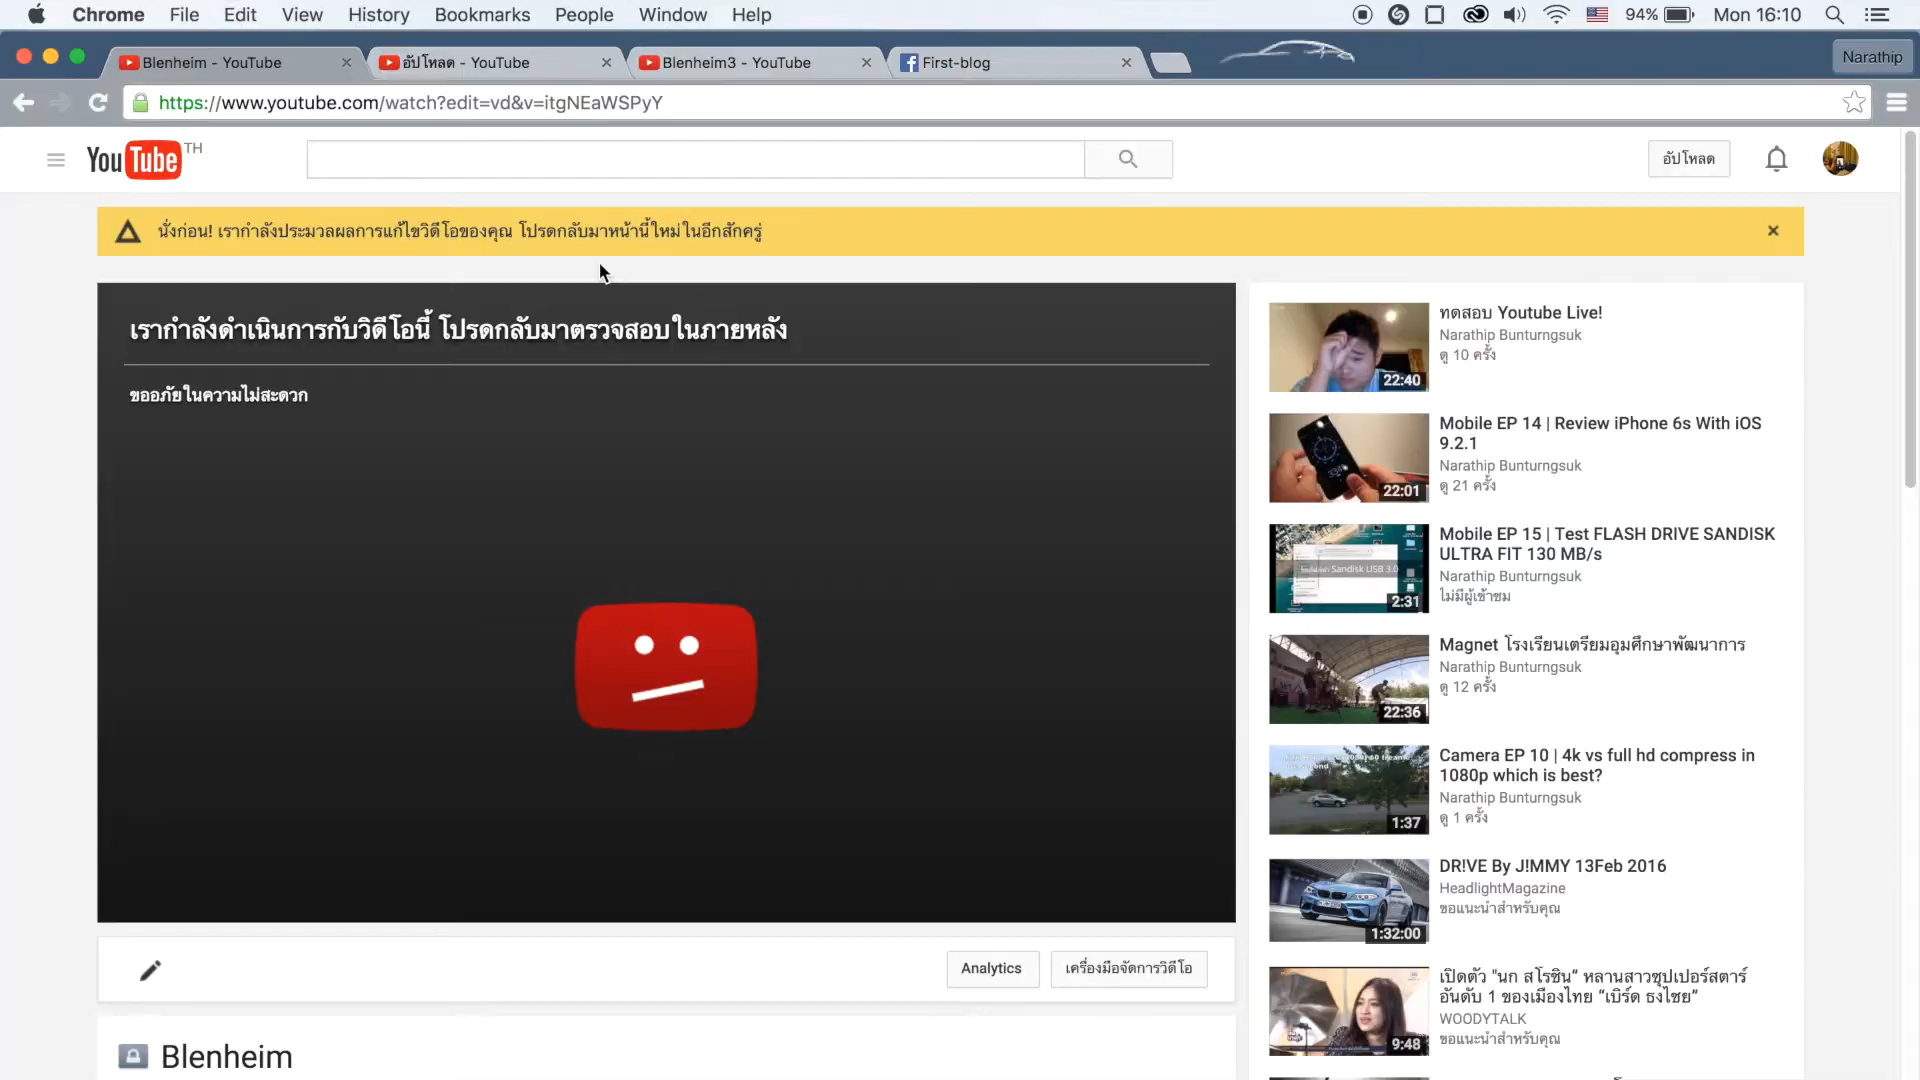 Chrome File Edit View History Bookmarks People Window Help 94% Mon 16:10
Blenheim - YouTube อัปโหลด - YouTube Blenheim3 - YouTube First-blog Narathip
https://www.youtube.com/watch?edit=vd&v=itgNEaWSPyY
YouTube TH อัปโหลด
นั่งก่อน! เรากำลังประมวลผลการแก้ไขวิดีโอของคุณ โปรดกลับมาหน้านี้ใหม่ในอีกสักครู่
เรากำลังดำเนินการกับวิดีโอนี้ โปรดกลับมาตรวจสอบในภายหลัง
ขออภัยในความไม่สะดวก
Analytics เครื่องมือจัดการวิดีโอ
Blenheim
22:40
ทดสอบ Youtube Live!
Narathip Bunturngsuk
ดู 10 ครั้ง
22:01
Mobile EP 14 | Review iPhone 6s With iOS
9.2.1
Narathip Bunturngsuk
ดู 21 ครั้ง
Sandisk USB 3.0
2:31
Mobile EP 15 | Test FLASH DRIVE SANDISK
ULTRA FIT 130 MB/s
Narathip Bunturngsuk
ไม่มีผู้เข้าชม
22:36
Magnet โรงเรียนเตรียมอุมศึกษาพัฒนาการ
Narathip Bunturngsuk
ดู 12 ครั้ง
1:37
Camera EP 10 | 4k vs full hd compress in
1080p which is best?
Narathip Bunturngsuk
ดู 1 ครั้ง
1:32:00
DR!VE By J!MMY 13Feb 2016
HeadlightMagazine
ขอแนะนำสำหรับคุณ
9:48
เปิดตัว "นก สโรชิน" หลานสาวซุปเปอร์สตาร์
อันดับ 1 ของเมืองไทย “เบิร์ด ธงไชย”
WOODYTALK
ขอแนะนำสำหรับคุณ